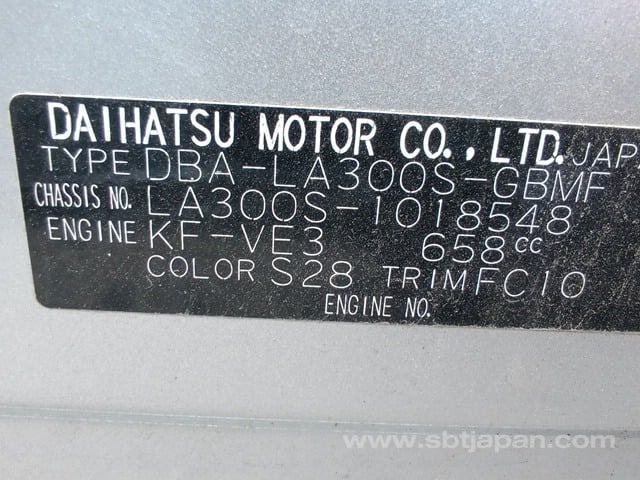 DAIHATSU MOTOR CO., LTD. JAP
TYPE DBA-LA300S-GBMF
CHASSIS NO. LA300S-1018548
ENGINE KF-VE3 658cc
COLOR S28 TRIM FC10
ENGINE NO.
www.sbtjapan.com